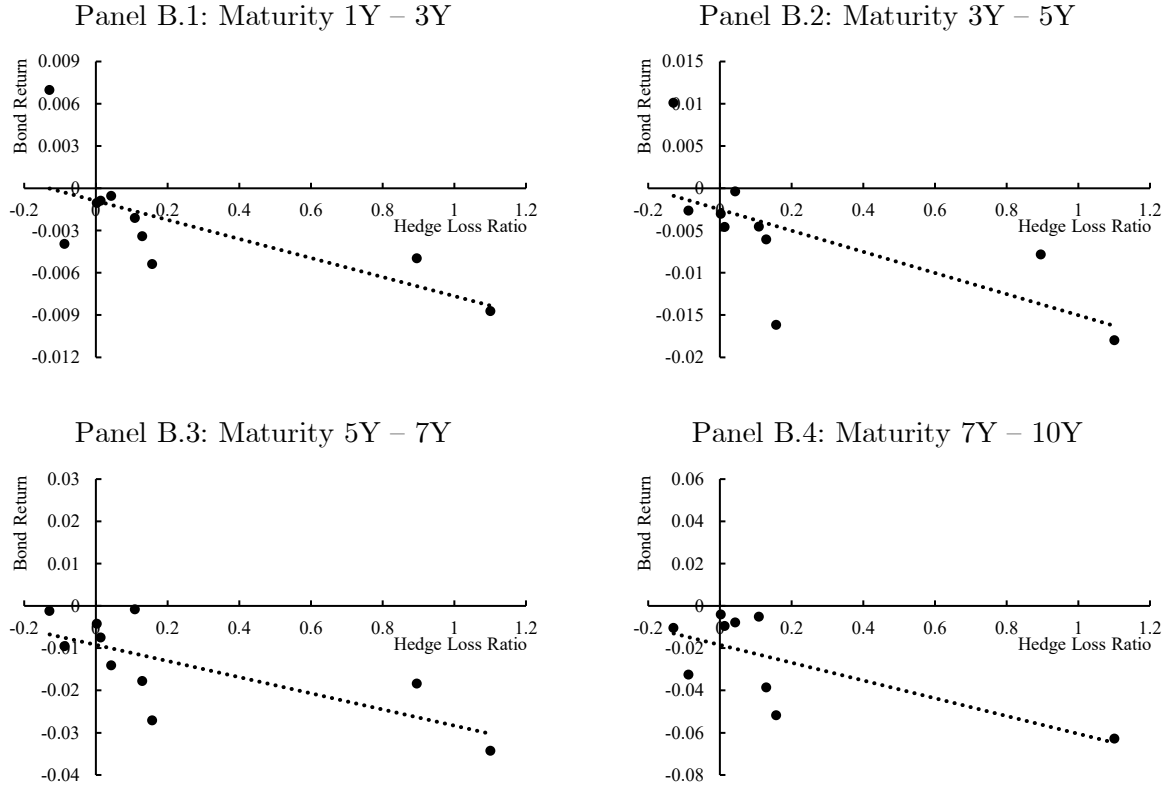 Panel B.1: Maturity 1Y – 3Y
0.009
0.006
0.003
0
-0.003
-0.006
-0.009
-0.012
Bond Return
-0.2 0 0.2 0.4 0.6 0.8 1 1.2
Hedge Loss Ratio
Panel B.2: Maturity 3Y – 5Y
0.015
0.01
0.005
0
-0.005
-0.01
-0.015
-0.02
Bond Return
-0.2 0 0.2 0.4 0.6 0.8 1 1.2
Hedge Loss Ratio
Panel B.3: Maturity 5Y – 7Y
0.03
0.02
0.01
0
-0.01
-0.02
-0.03
-0.04
Bond Return
-0.2 0 0.2 0.4 0.6 0.8 1 1.2
Hedge Loss Ratio
Panel B.4: Maturity 7Y – 10Y
0.06
0.04
0.02
0
-0.02
-0.04
-0.06
-0.08
Bond Return
-0.2 0 0.2 0.4 0.6 0.8 1 1.2
Hedge Loss Ratio